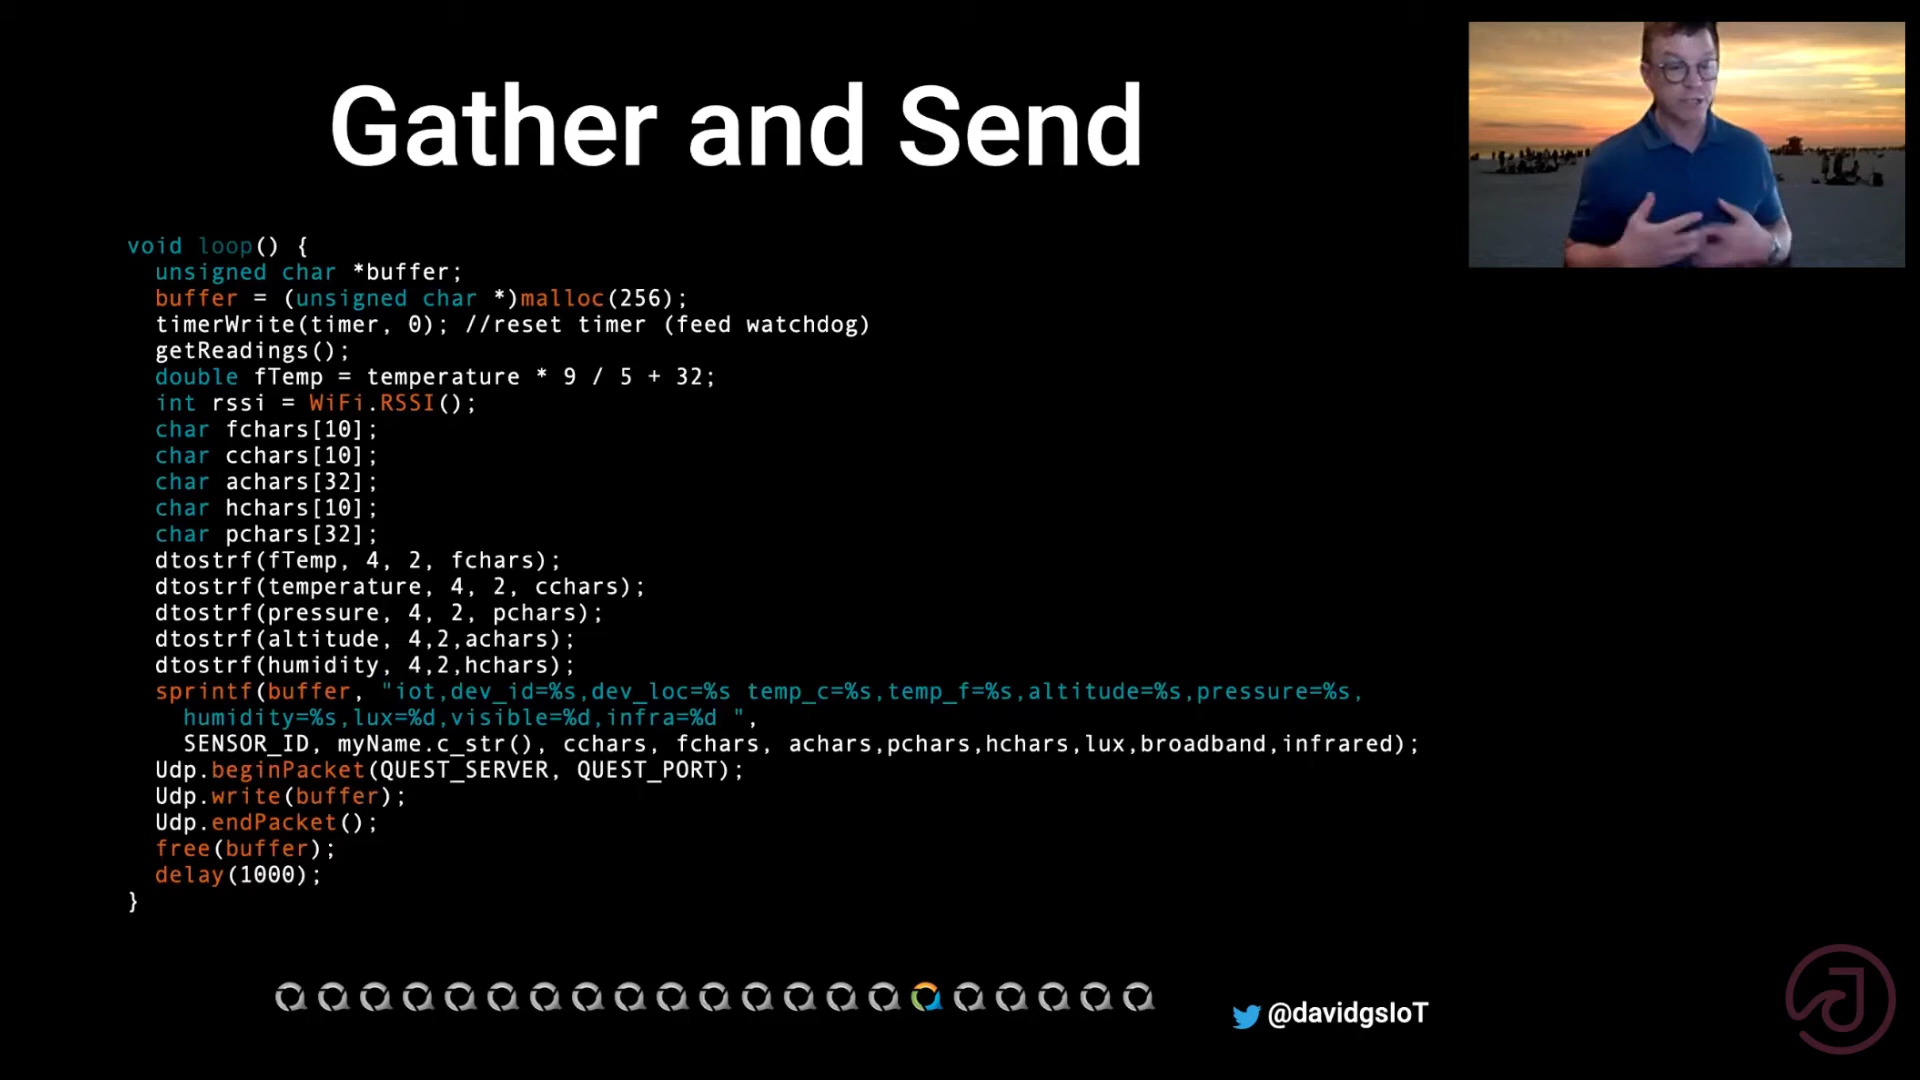 Gather and Send
void loop() {
unsigned char *buffer;
buffer = (unsigned char *)malloc(256);
timerWrite(timer, 0); //reset timer (feed watchdog)
getReadings();
double fTemp = temperature * 9 / 5 + 32;
int rssi = WiFi.RSSI();
char fchars[10];
char cchars[10];
char achars[32];
char hchars[10];
char pchars[32];
dtostrf(fTemp, 4, 2, fchars);
dtostrf(temperature, 4, 2, cchars);
dtostrf(pressure, 4, 2, pchars);
dtostrf(altitude, 4,2,achars);
dtostrf(humidity, 4,2,hchars);
sprintf(buffer, "iot,dev_id=%s,dev_loc=%s temp_c=%s,temp_f=%s,altitude=%s,pressure=%s,
humidity=%s,lux=%d,visible=%d,infra=%d ",
SENSOR_ID, myName.c_str(), cchars, fchars, achars,pchars,hchars,lux,broadband,infrared);
Udp.beginPacket(QUEST_SERVER, QUEST_PORT);
Udp.write(buffer);
Udp.endPacket();
free(buffer);
delay(1000);
}
@davidgsIoT